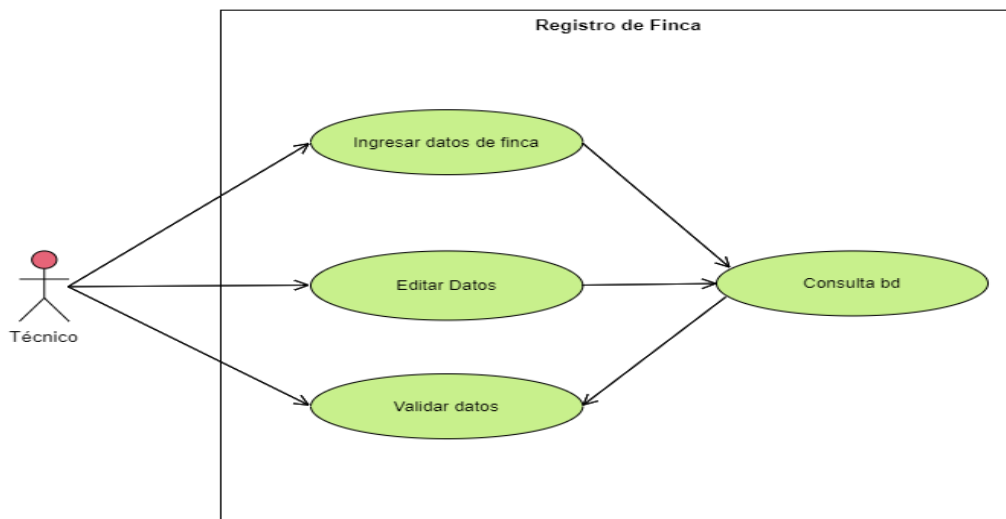 Registro de Finca
Ingresar datos de finca
Editar Datos
Consulta bd
Técnico
Validar datos